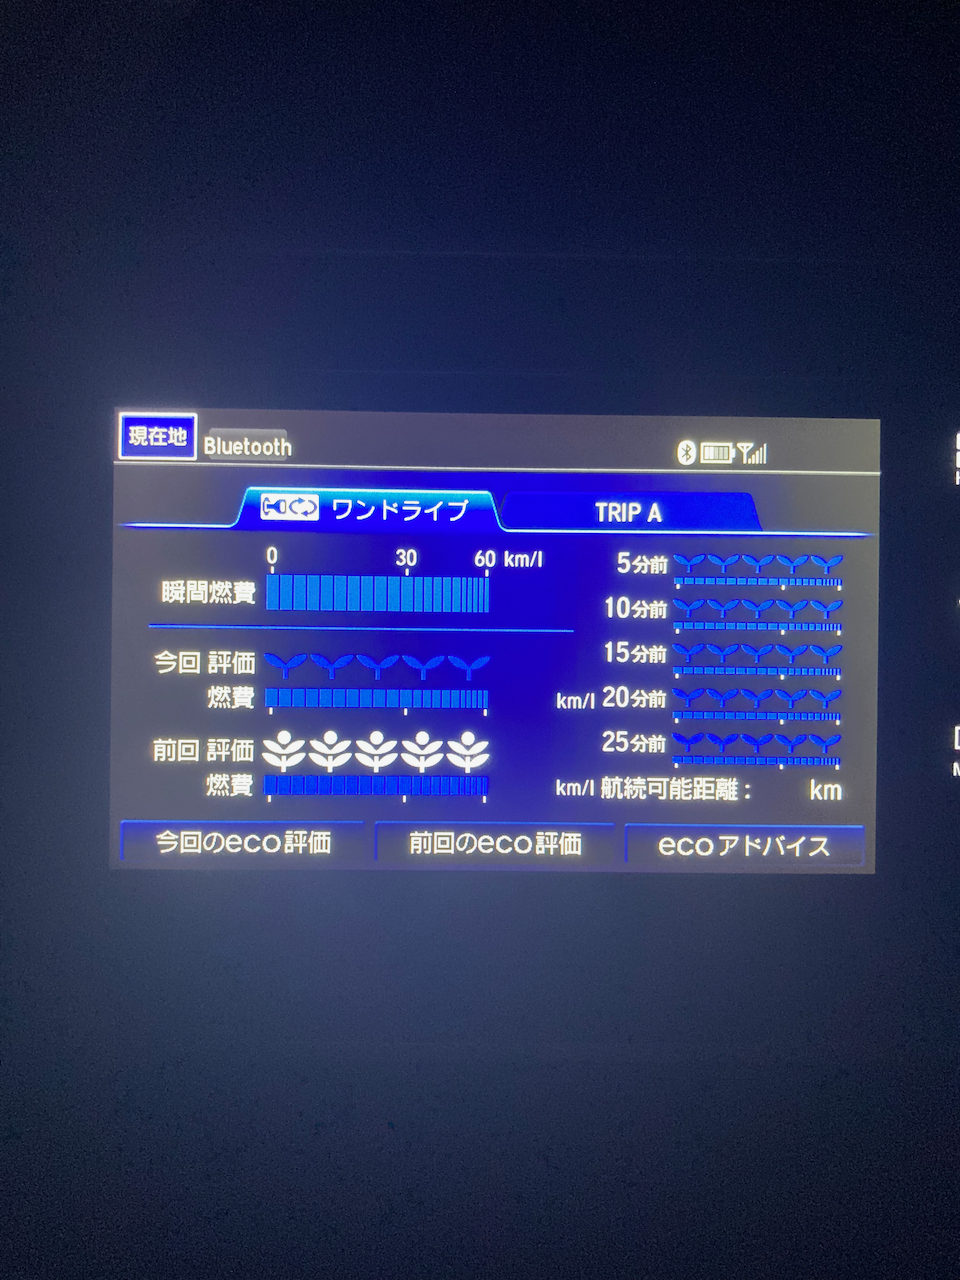 現在地 Bluetooth
ワンドライブ TRIP A
0 30 60 km/l
瞬間燃費
今回 評価
燃費 km/l
前回 評価
燃費 km/l
5分前
10分前
15分前
20分前
25分前
航続可能距離: km
今回のeco評価 前回のeco評価 ecoアドバイス